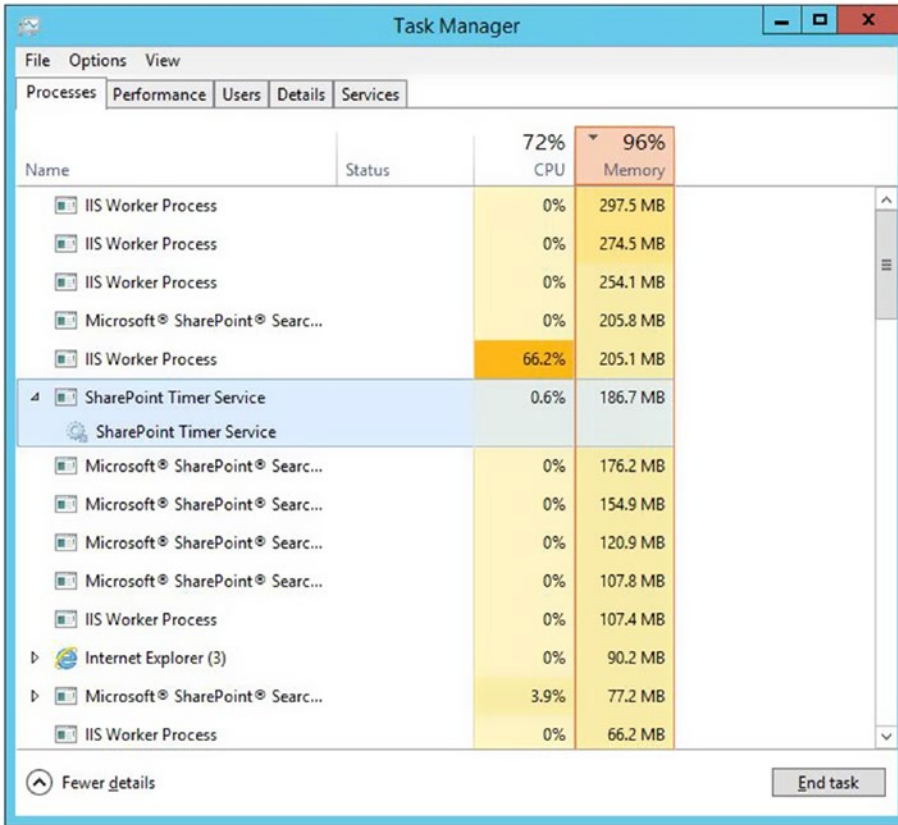 Task Manager
File Options View
Processes Performance Users Details Services
72% 96%
Name Status CPU Memory
IIS Worker Process 0% 297.5 MB
IIS Worker Process 0% 274.5 MB
IIS Worker Process 0% 254.1 MB
Microsoft® SharePoint® Searc... 0% 205.8 MB
IIS Worker Process 66.2% 205.1 MB
SharePoint Timer Service 0.6% 186.7 MB
SharePoint Timer Service
Microsoft® SharePoint® Searc... 0% 176.2 MB
Microsoft® SharePoint® Searc... 0% 154.9 MB
Microsoft® SharePoint® Searc... 0% 120.9 MB
Microsoft® SharePoint® Searc... 0% 107.8 MB
IIS Worker Process 0% 107.4 MB
Internet Explorer (3) 0% 90.2 MB
Microsoft® SharePoint® Searc... 3.9% 77.2 MB
IIS Worker Process 0% 66.2 MB
Fewer details End task